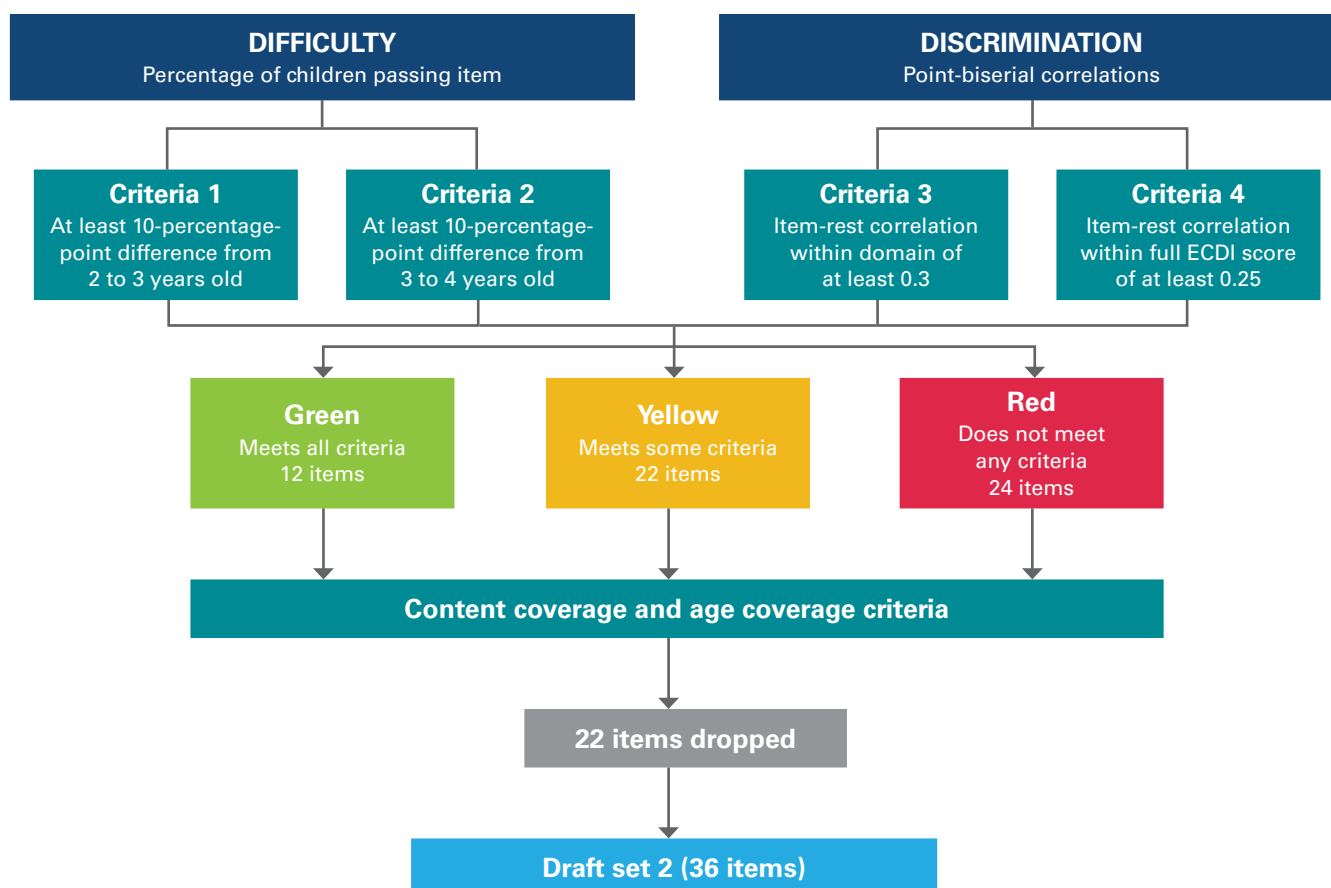 DIFFICULTY
Percentage of children passing item
DISCRIMINATION
Point-biserial correlations
Criteria 1
At least 10-percentage-
point difference from
2 to 3 years old
Criteria 2
At least 10-percentage-
point difference from
3 to 4 years old
Criteria 3
Item-rest correlation
within domain of
at least 0.3
Criteria 4
Item-rest correlation
within full ECDI score
of at least 0.25
Green
Meets all criteria
12 items
Yellow
Meets some criteria
22 items
Red
Does not meet
any criteria
24 items
Content coverage and age coverage criteria
22 items dropped
Draft set 2 (36 items)